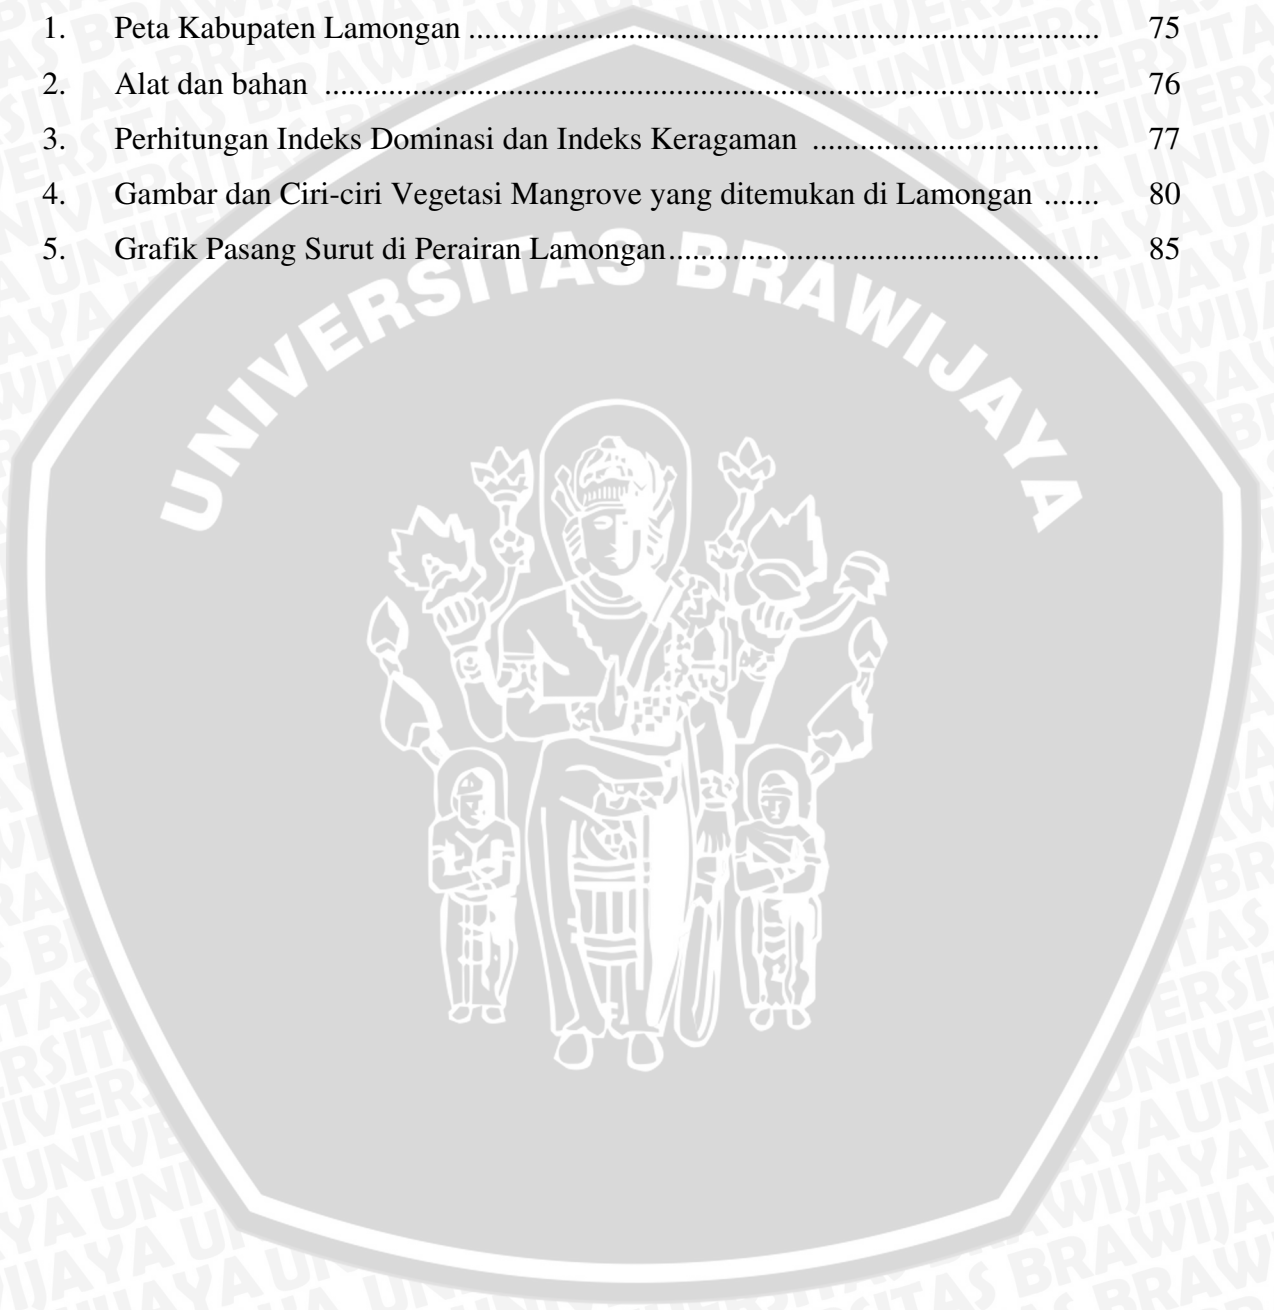 1. Peta Kabupaten Lamongan ............................................................................... 75
2. Alat dan bahan ................................................................................................. 76
3. Perhitungan Indeks Dominasi dan Indeks Keragaman .................................... 77
4. Gambar dan Ciri-ciri Vegetasi Mangrove yang ditemukan di Lamongan ....... 80
5. Grafik Pasang Surut di Perairan Lamongan...................................................... 85
UNIVERSITAS BRAWIJAYA